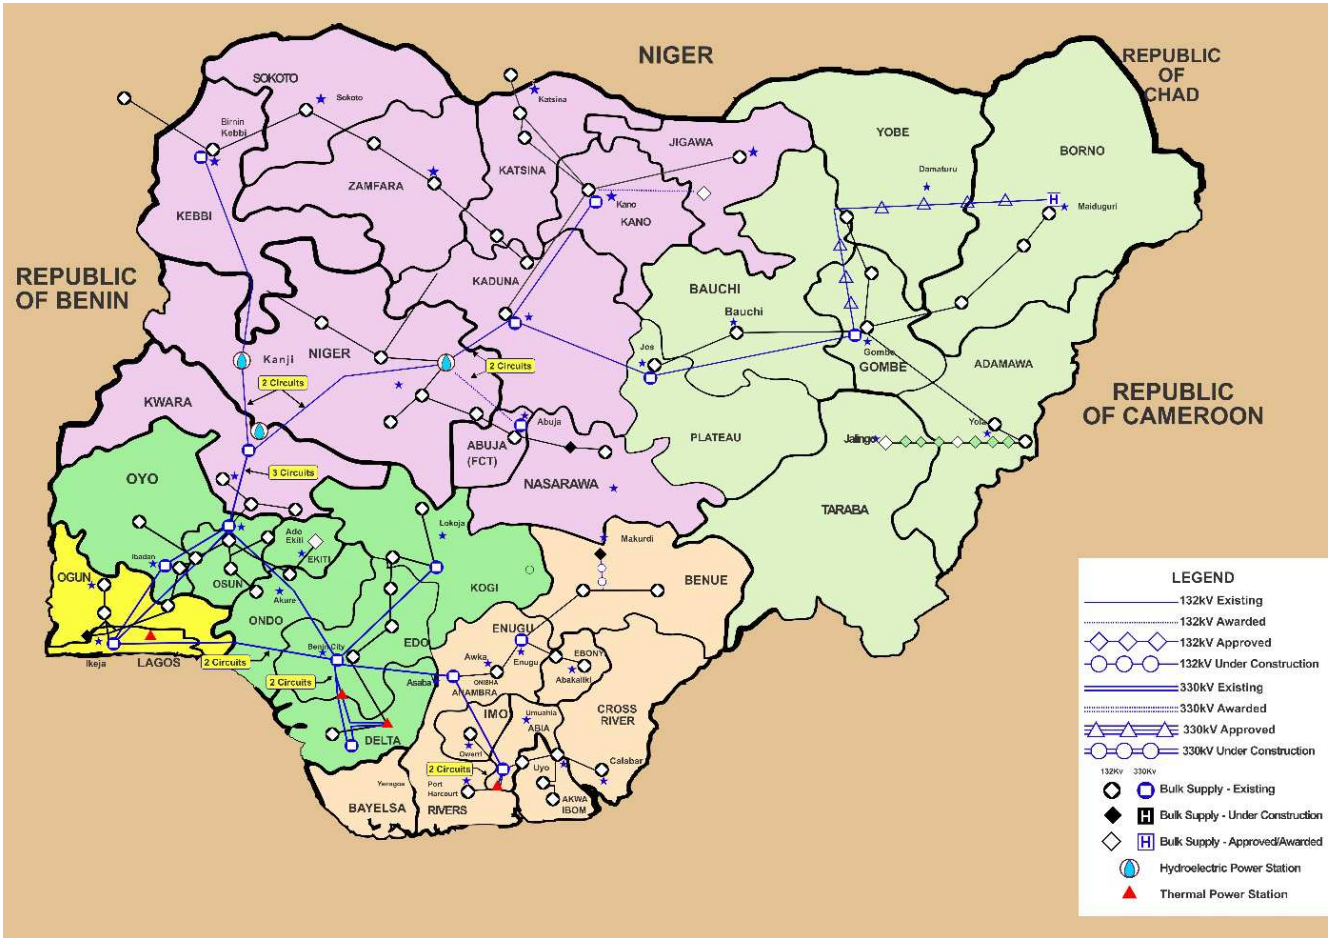 NIGER
REPUBLIC
OF
CHAD
SOKOTO
Sokoto
Katsina
Birnin
Kebbi
JIGAWA
YOBE
BORNO
KATSINA
ZAMFARA
Damaturu
Kano
KANO
Maiduguri
KEBBI
REPUBLIC
OF BENIN
KADUNA
BAUCHI
Bauchi
Kanji
NIGER
2 Circuits
Jos
Gombe
GOMBE
ADAMAWA
2 Circuits
KWARA
REPUBLIC
OF CAMEROON
Abuja
ABUJA
(FCT)
PLATEAU
Yola
Jalingo
3 Circuits
OYO
NASARAWA
TARABA
Lokoja
Ado
Ekiti
EKITI
Makurdi
Ibadan
OGUN
OSUN
Akure
KOGI
BENUE
ONDO
ENUGU
EDO
Benin City
Ikeja
LAGOS
2 Circuits
Awka
Enugu
EBONY
ONISHA
ANAMBRA
Abakaliki
Asaba
2 Circuits
IMO
Umuahia
ABIA
CROSS
RIVER
DELTA
Owerri
2 Circuits
Uyo
Calabar
Yenagoa
Port
Harcourt
BAYELSA
RIVERS
AKWA
IBOM
LEGEND
132kV Existing
132kV Awarded
132kV Approved
132kV Under Construction
330kV Existing
330kV Awarded
330kV Approved
330kV Under Construction
132Kv 330Kv
Bulk Supply - Existing
H Bulk Supply - Under Construction
H Bulk Supply - Approved/Awarded
Hydroelectric Power Station
Thermal Power Station
H